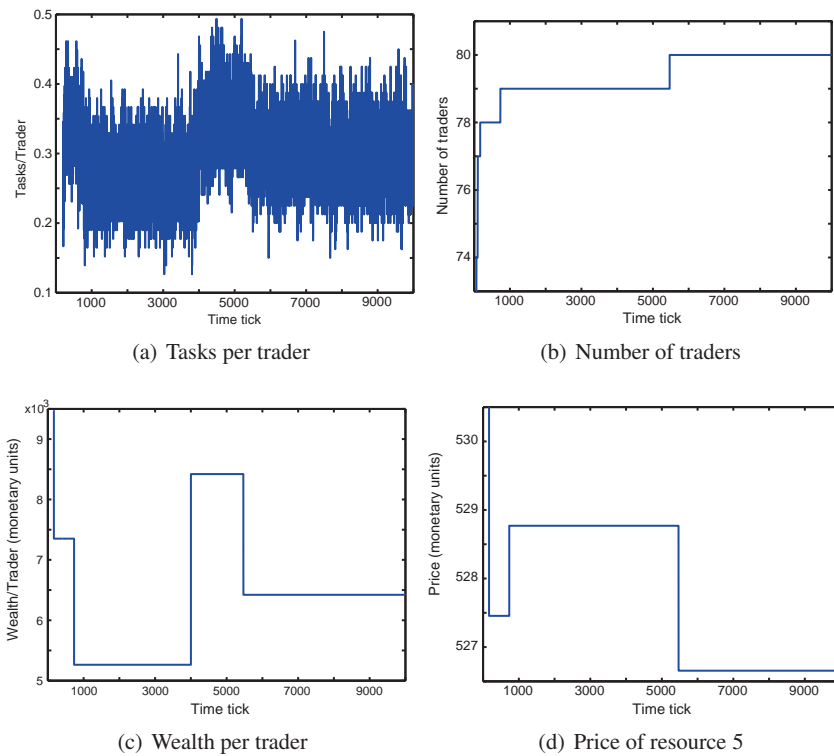 0.5
0.4
0.3
0.2
0.1
Tasks/Trader
1000 3000 5000 7000 9000
Time tick
(a) Tasks per trader
80
78
76
74
Number of traders
1000 3000 5000 7000 9000
Time tick
(b) Number of traders
x10³
9
8
7
6
5
Wealth/Trader (monetary units)
1000 3000 5000 7000 9000
Time tick
(c) Wealth per trader
530
529
528
527
Price (monetary units)
1000 3000 5000 7000 9000
Time tick
(d) Price of resource 5